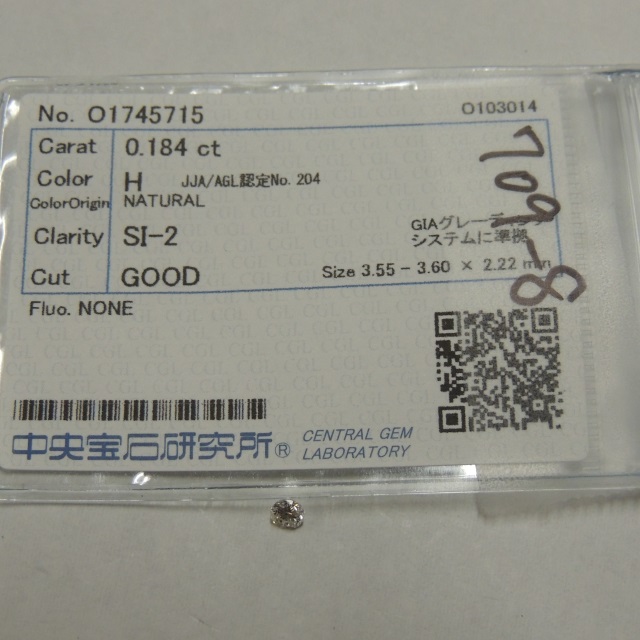 No. O1745715 O103014
Carat 0.184 ct
Color H JJA/AGL認定No. 204
ColorOrigin NATURAL
Clarity SI-2
GIAグレーディング
システムに準拠
Cut GOOD Size 3.55 - 3.60 × 2.22 mm
Fluo. NONE
中央宝石研究所® CENTRAL GEM
LABORATORY
CGL